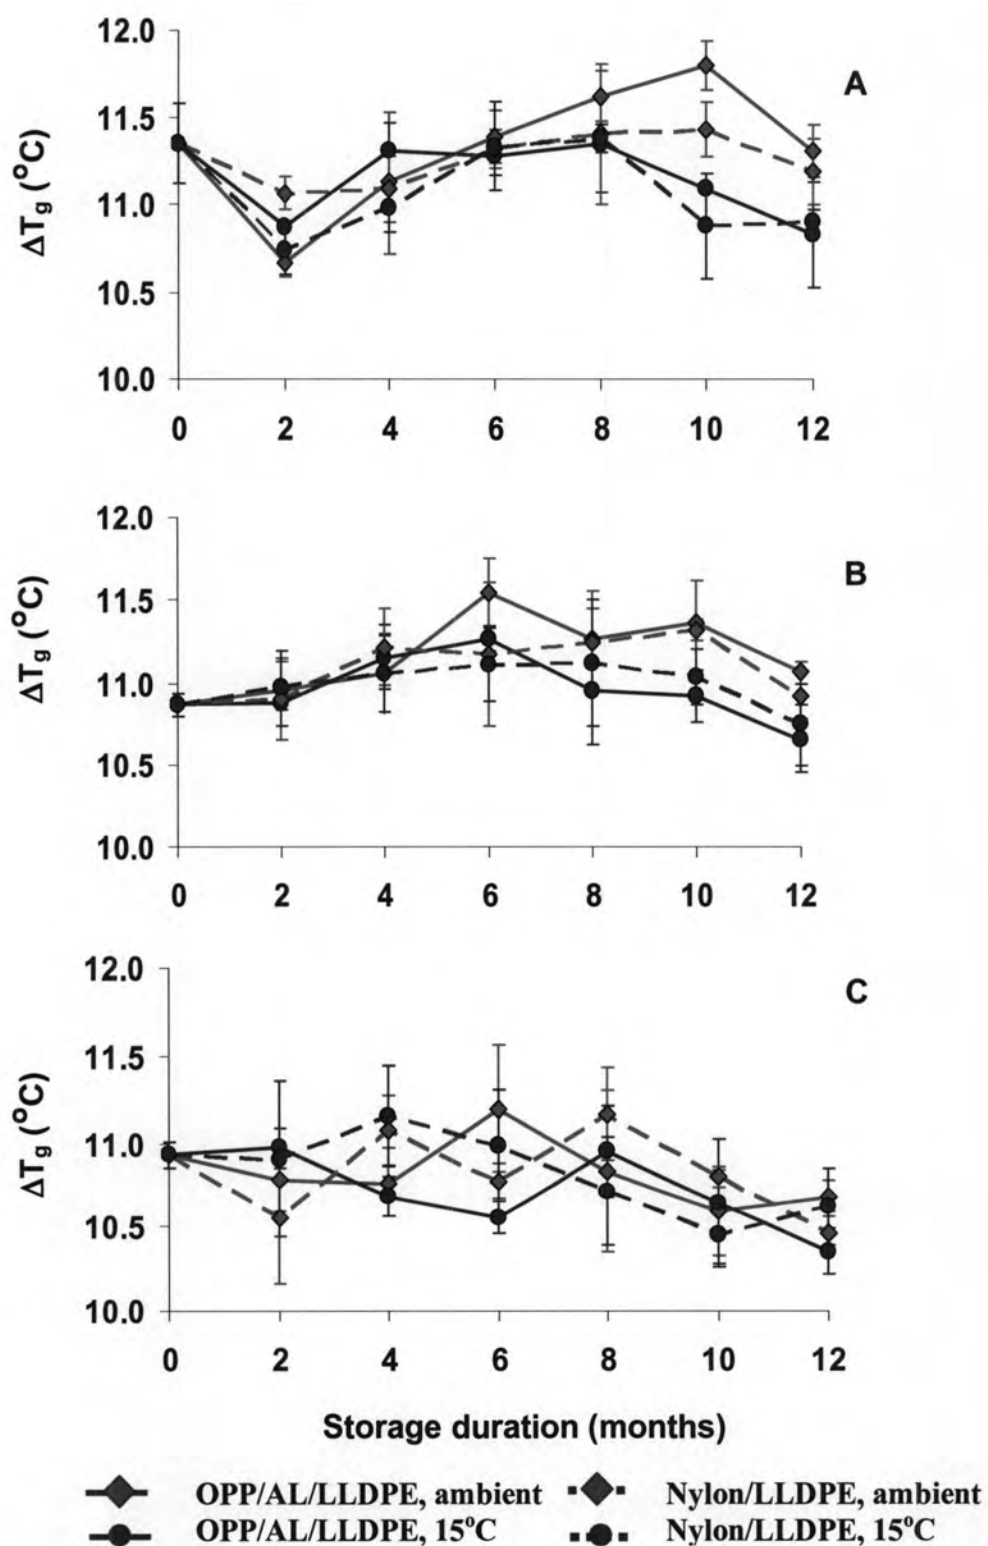 12.0
A
11.5
11.0
10.5
10.0
ΔTg (°C)
0 2 4 6 8 10 12
12.0
B
11.5
11.0
10.5
10.0
ΔTg (°C)
0 2 4 6 8 10 12
12.0
C
11.5
11.0
10.5
10.0
ΔTg (°C)
0 2 4 6 8 10 12
Storage duration (months)
OPP/AL/LLDPE, ambient Nylon/LLDPE, ambient
OPP/AL/LLDPE, 15°C Nylon/LLDPE, 15°C